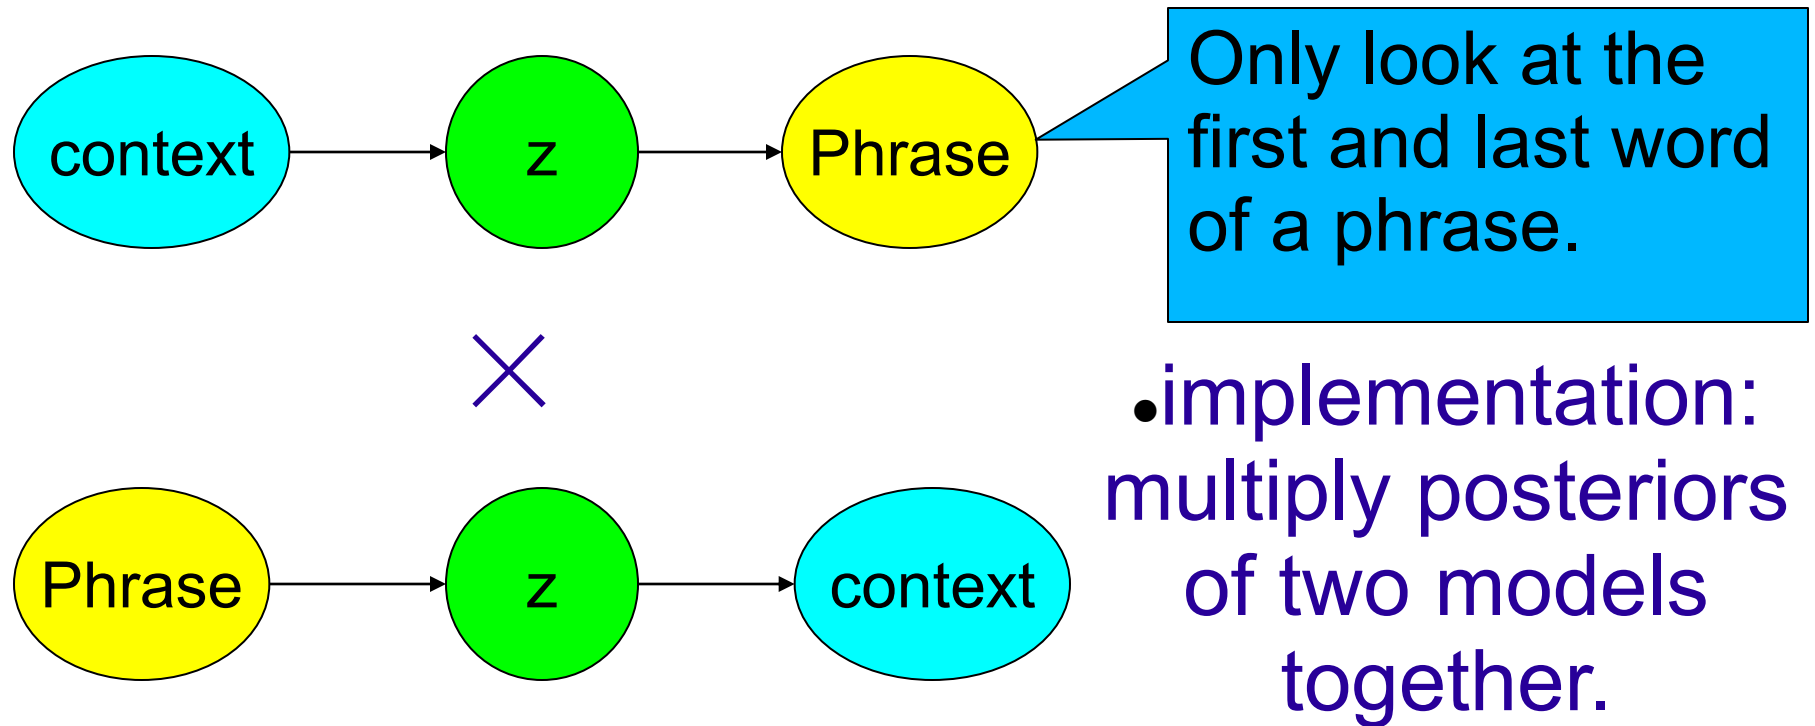 context
z
Phrase
Only look at the
first and last word
of a phrase.
•implementation:
multiply posteriors
of two models
together.
Phrase
z
context